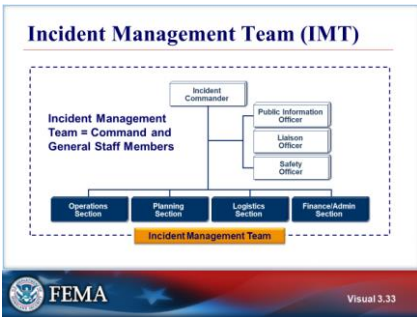 Incident Management Team (IMT)
Incident
Commander
Incident Management
Team = Command and
General Staff Members
Public Information
Officer
Liaison
Officer
Safety
Officer
Operations
Section
Planning
Section
Logistics
Section
Finance/Admin
Section
Incident Management Team
FEMA
Visual 3.33